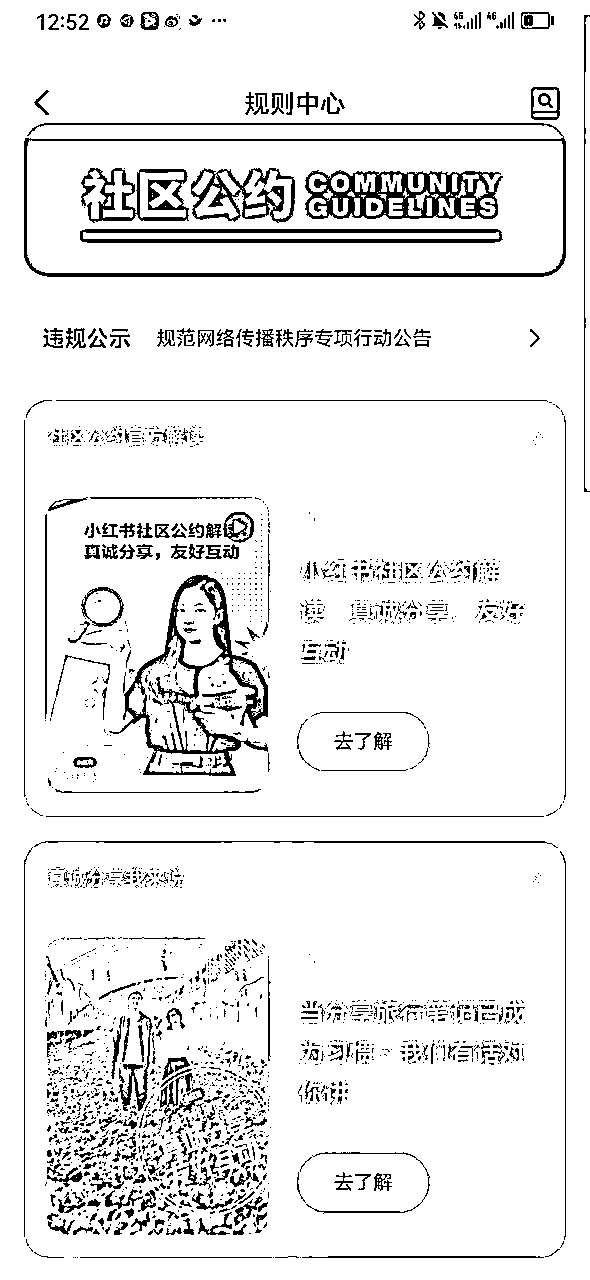 12:52
规则中心
社区公约 COMMUNITY GUIDELINES
违规公示 规范网络传播秩序专项行动公告
社区公约官方解读
小红书社区公约解读:
真诚分享，友好互动
小红书社区公约解
读 真诚分享，友好
互动
去了解
真诚分享我来说
当分享旅行笔记已成
为习惯，我们有话对
你讲
去了解